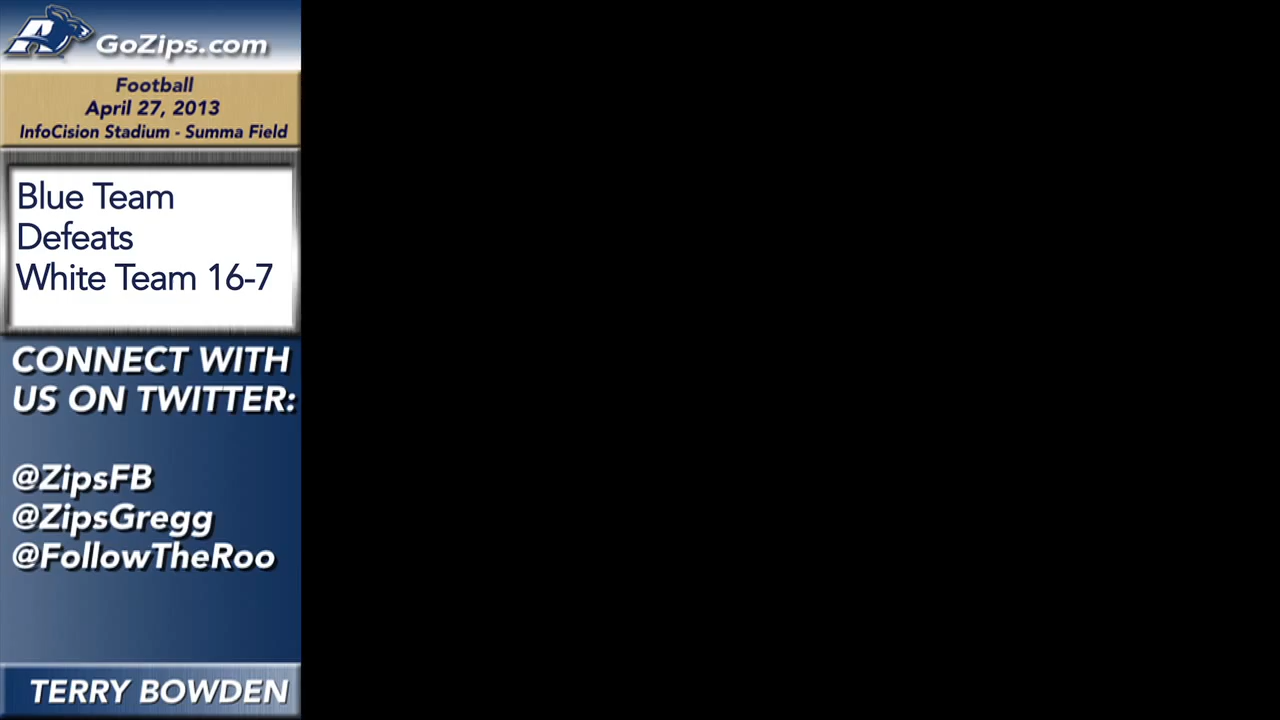 GoZips.com
Football
April 27, 2013
InfoCision Stadium - Summa Field
Blue Team
Defeats
White Team 16-7
CONNECT WITH
US ON TWITTER:
@ZipsFB
@ZipsGregg
@FollowTheRoo
TERRY BOWDEN